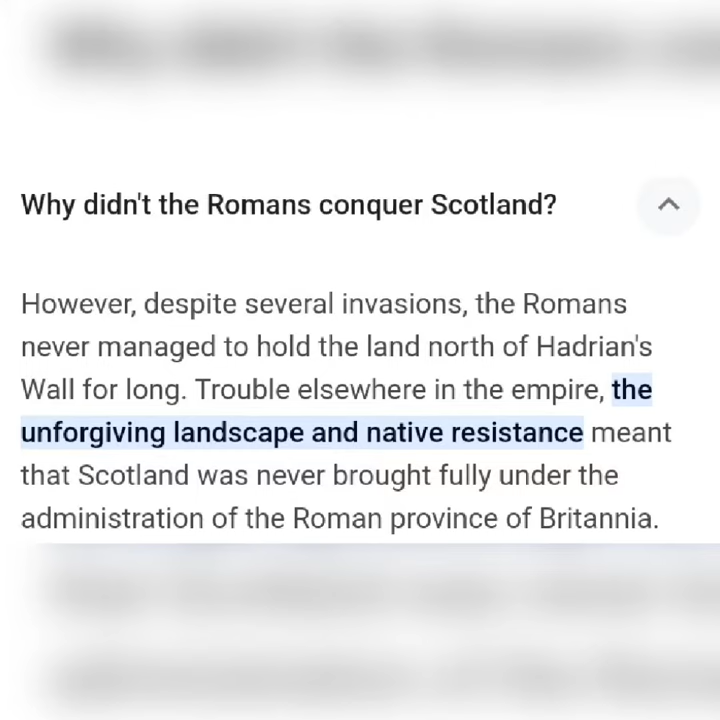 Why didn't the Romans conquer Scotland?
However, despite several invasions, the Romans
never managed to hold the land north of Hadrian's
Wall for long. Trouble elsewhere in the empire, the
unforgiving landscape and native resistance meant
that Scotland was never brought fully under the
administration of the Roman province of Britannia.